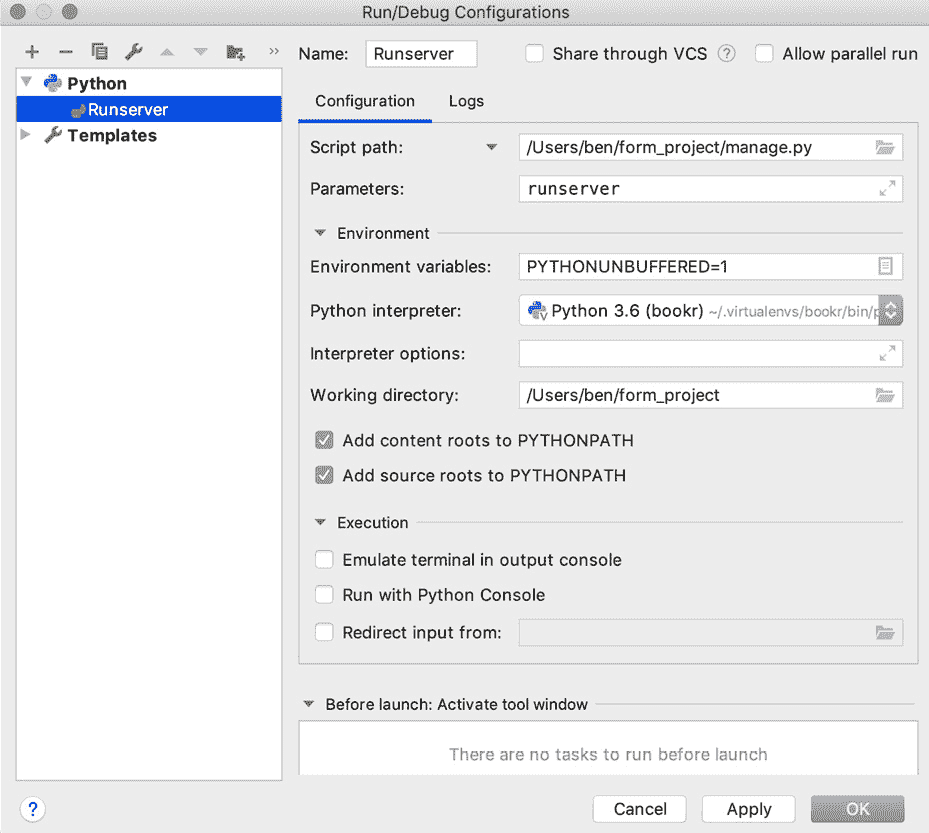 Run/Debug Configurations
Name: Runserver Share through VCS ? Allow parallel run
Python
Runserver
Templates
Configuration Logs
Script path: /Users/ben/form_project/manage.py
Parameters: runserver
Environment
Environment variables: PYTHONUNBUFFERED=1
Python interpreter: Python 3.6 (bookr) ~/.virtualenvs/bookr/bin/p
Interpreter options:
Working directory: /Users/ben/form_project
Add content roots to PYTHONPATH
Add source roots to PYTHONPATH
Execution
Emulate terminal in output console
Run with Python Console
Redirect input from:
Before launch: Activate tool window
There are no tasks to run before launch
? Cancel Apply OK